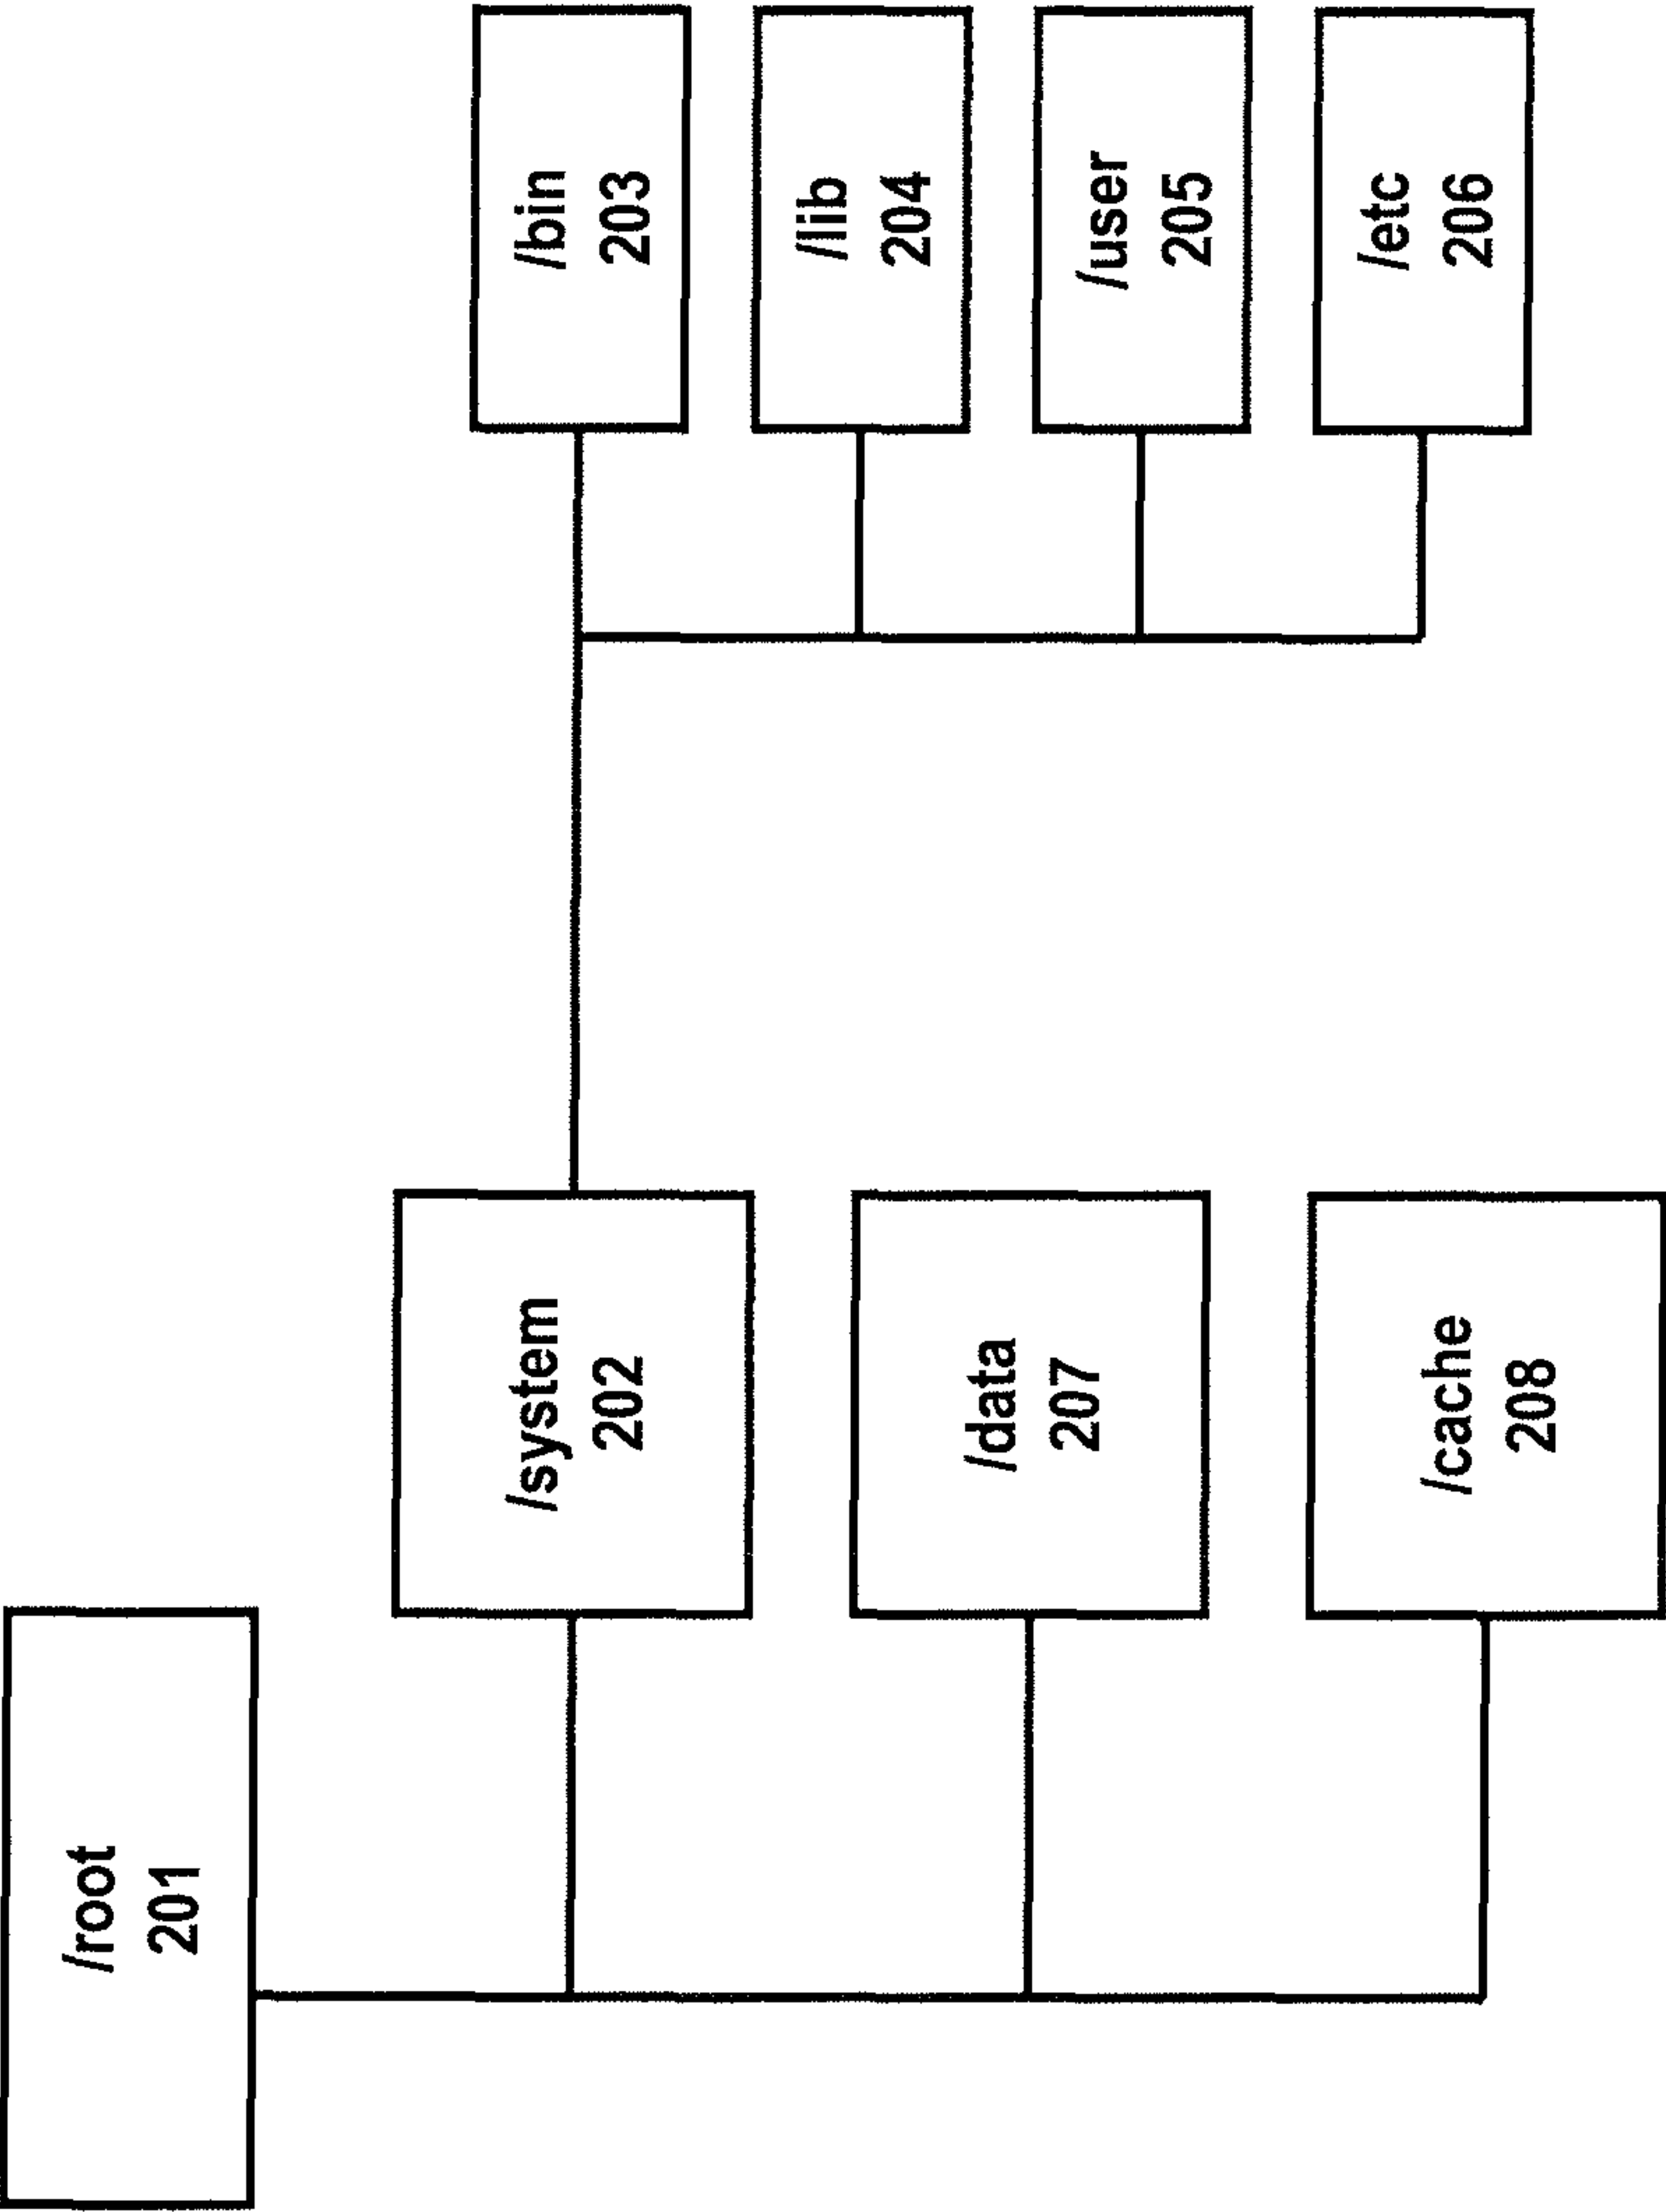 /root
201
/system
202
/bin
203
/lib
204
/user
205
/etc
206
/data
207
/cache
208